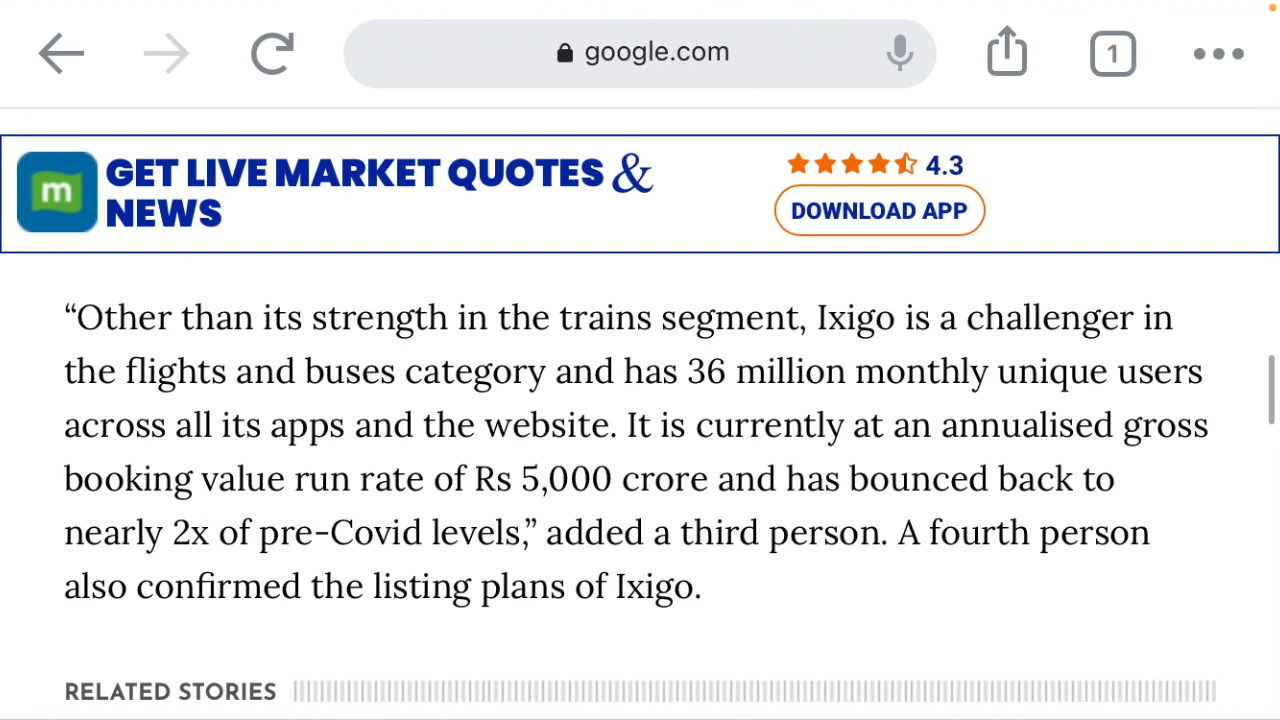 google.com
1
m
GET LIVE MARKET QUOTES &
NEWS
4.3
DOWNLOAD APP
“Other than its strength in the trains segment, Ixigo is a challenger in
the flights and buses category and has 36 million monthly unique users
across all its apps and the website. It is currently at an annualised gross
booking value run rate of Rs 5,000 crore and has bounced back to
nearly 2x of pre-Covid levels,” added a third person. A fourth person
also confirmed the listing plans of Ixigo.
RELATED STORIES